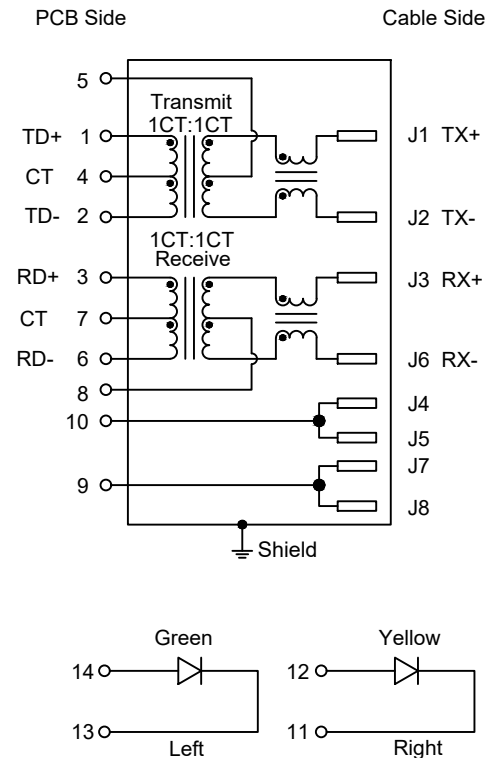 PCB Side Cable Side
5
Transmit
1CT:1CT
TD+ 1 J1 TX+
CT 4
TD- 2 J2 TX-
1CT:1CT
Receive
RD+ 3 J3 RX+
CT 7
RD- 6 J6 RX-
8
J4
10
J5
J7
9
J8
Shield
Green Yellow
14 12
13 11
Left Right